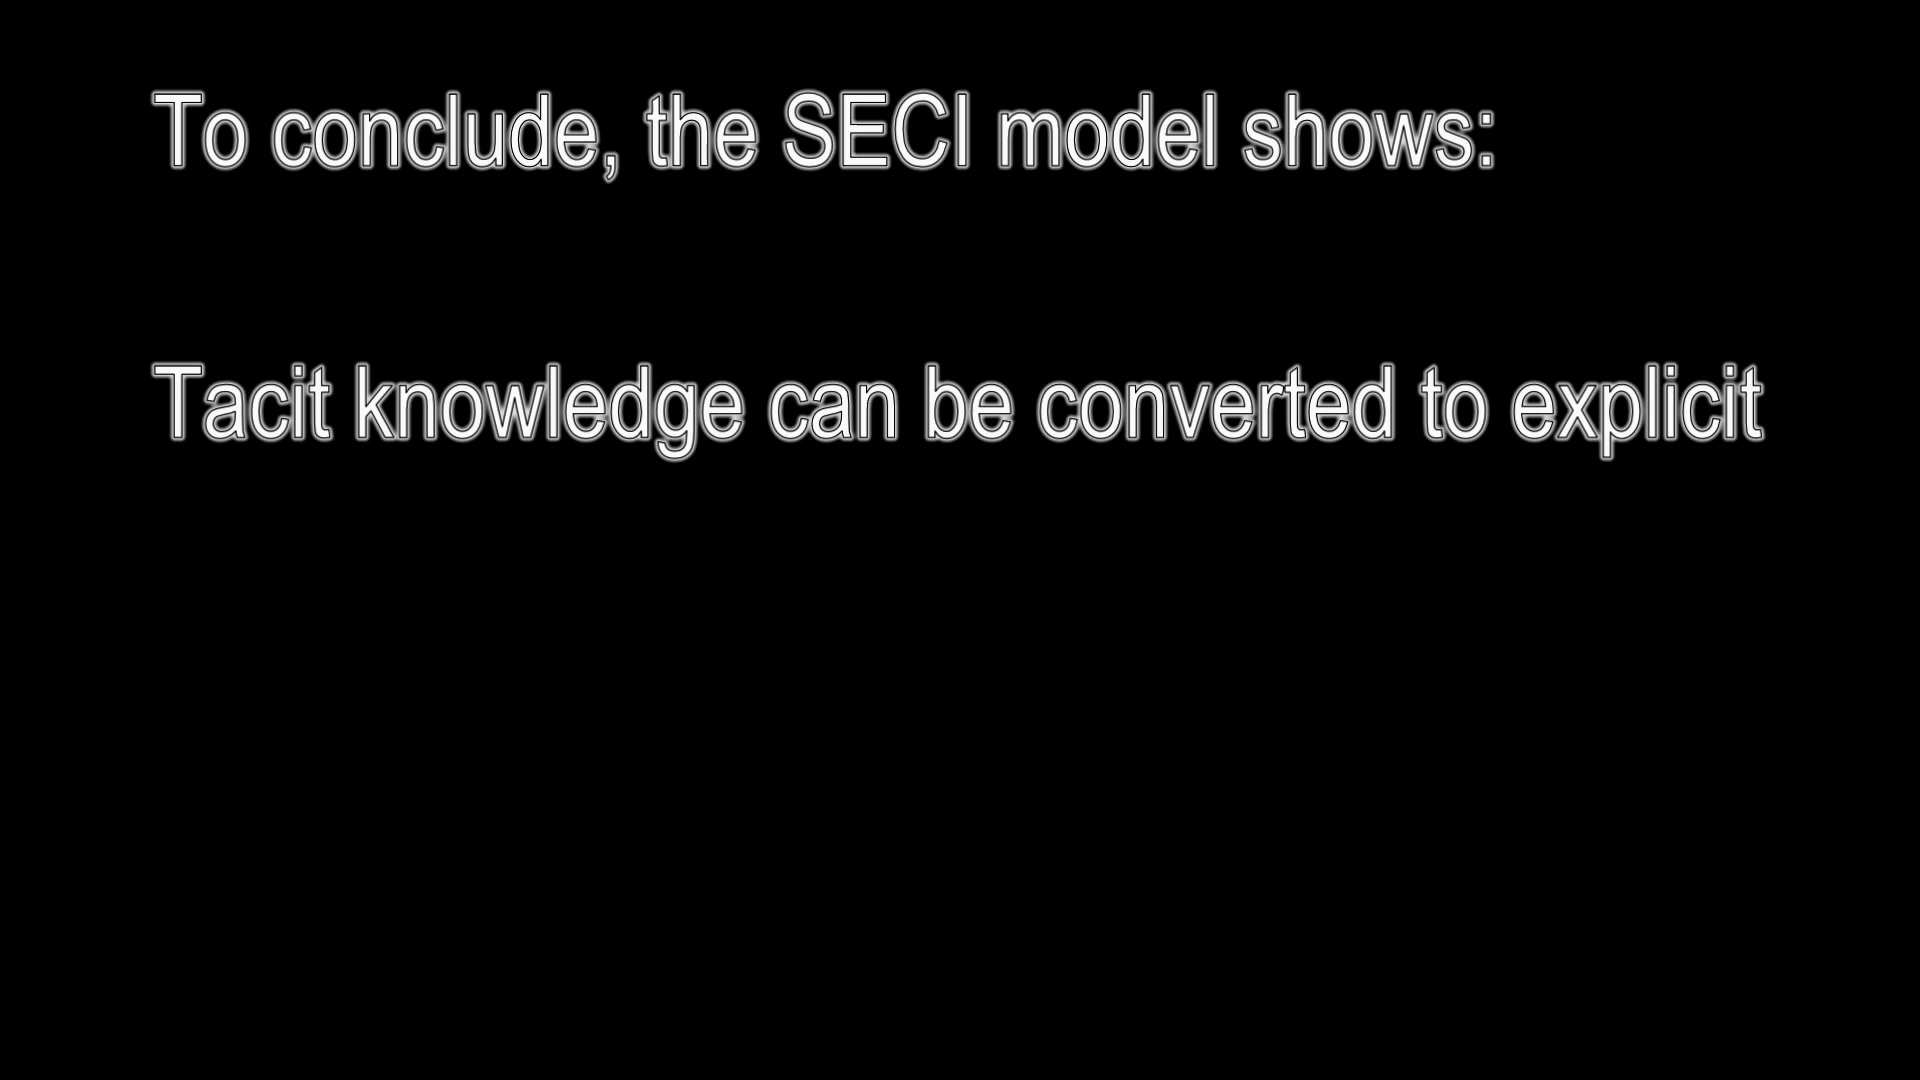 To conclude, the SECI model shows:
Tacit knowledge can be converted to explicit